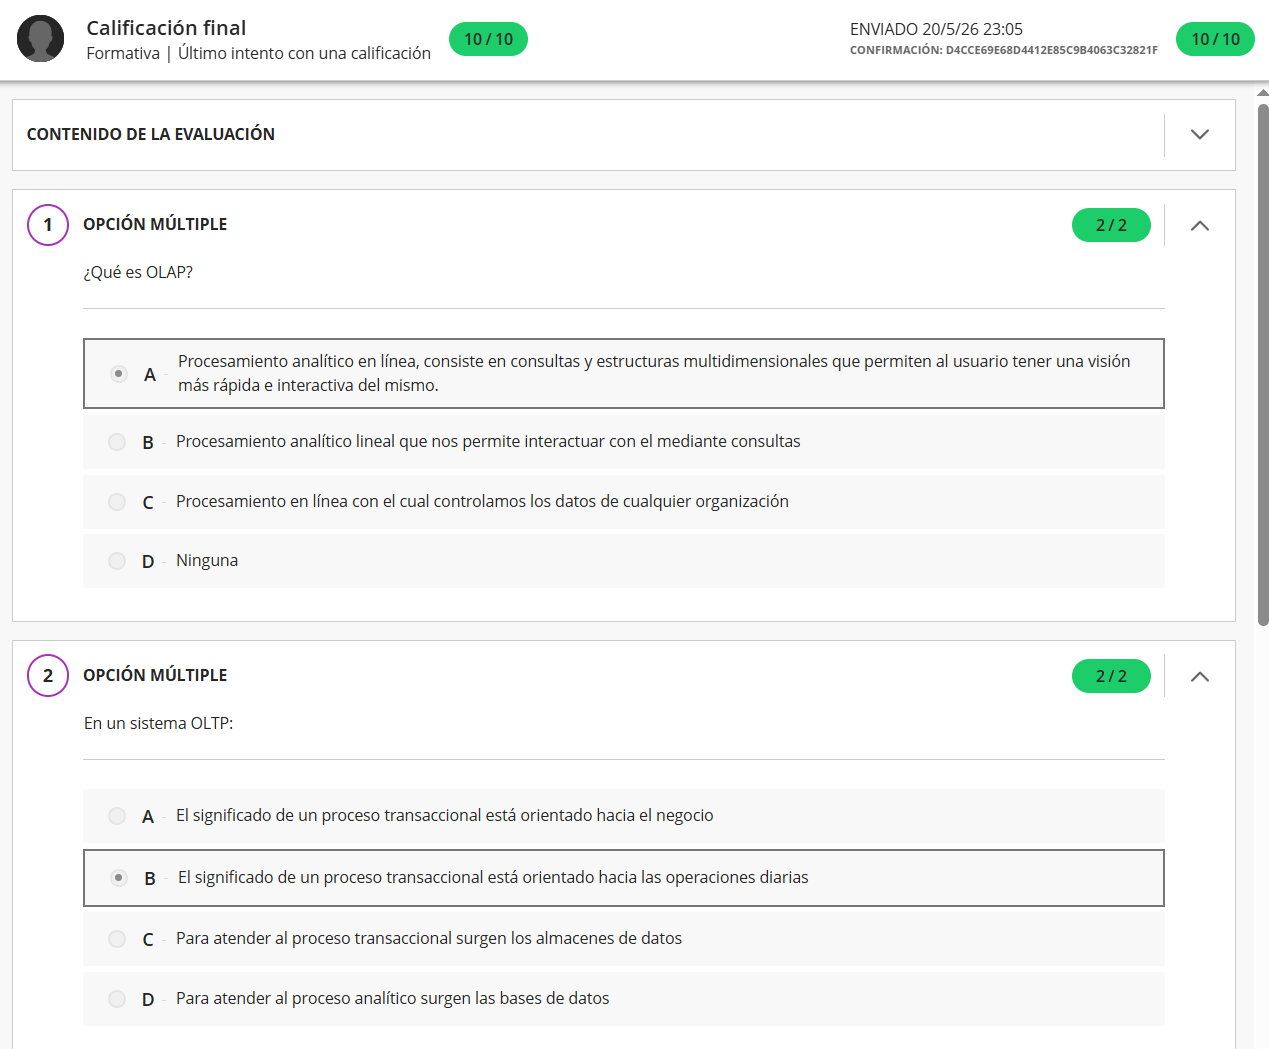 Calificación final
Formativa | Último intento con una calificación
10 / 10
ENVIADO 20/5/26 23:05
CONFIRMACIÓN: D4CCE69E68D4412E85C9B4063C32821F
10 / 10
CONTENIDO DE LA EVALUACIÓN
1 OPCIÓN MÚLTIPLE 2 / 2
¿Qué es OLAP?
A - Procesamiento analítico en línea, consiste en consultas y estructuras multidimensionales que permiten al usuario tener una visión
más rápida e interactiva del mismo.
B - Procesamiento analítico lineal que nos permite interactuar con el mediante consultas
C - Procesamiento en línea con el cual controlamos los datos de cualquier organización
D - Ninguna
2 OPCIÓN MÚLTIPLE 2 / 2
En un sistema OLTP:
A - El significado de un proceso transaccional está orientado hacia el negocio
B - El significado de un proceso transaccional está orientado hacia las operaciones diarias
C - Para atender al proceso transaccional surgen los almacenes de datos
D - Para atender al proceso analítico surgen las bases de datos